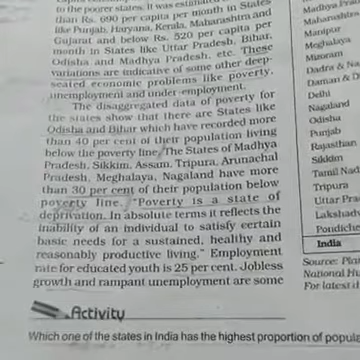 to the poorer states. It was estimated
than Rs. 690 per capita per month in States
like Punjab, Haryana, Kerala, Maharashtra and
Gujarat and below Rs. 520 per capita per
month in States like Uttar Pradesh, Bihar,
Odisha and Madhya Pradesh, etc. These
variations are indicative of some other deep-
seated economic problems like poverty,
unemployment and under-employment.
The disaggregated data of poverty for
the states show that there are States like
Odisha and Bihar which have recorded more
than 40 per cent of their population living
below the poverty line. The States of Madhya
Pradesh, Sikkim, Assam, Tripura, Arunachal
Pradesh, Meghalaya, Nagaland have more
than 30 per cent of their population below
poverty line. "Poverty is a state of
deprivation. In absolute terms it reflects the
inability of an individual to satisfy certain
basic needs for a sustained, healthy and
reasonably productive living." Employment
rate for educated youth is 25 per cent. Jobless
growth and rampant unemployment are some
Activity
Which one of the states in India has the highest proportion of popula
Madhya Pra
Maharashtra
Manipur
Meghalaya
Mizoram
Dadra & Na
Daman & D
Delhi
Nagaland
Odisha
Punjab
Rajasthan
Sikkim
Tamil Nad
Tripura
Uttar Pra
Lakshad
Pondiche
India
Source: Plan
National Hu
For latest d